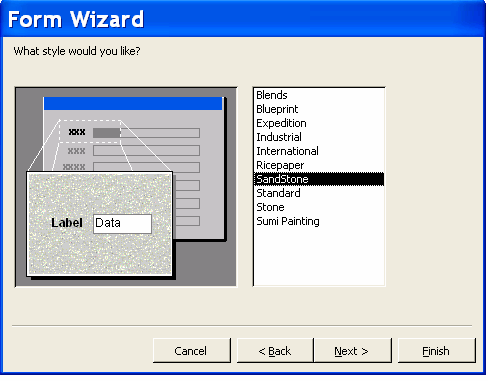 Form Wizard
What style would you like?
xxx
xxx
xxxx
Label Data
Blends
Blueprint
Expedition
Industrial
International
Ricepaper
SandStone
Standard
Stone
Sumi Painting
Cancel
< Back
Next >
Finish